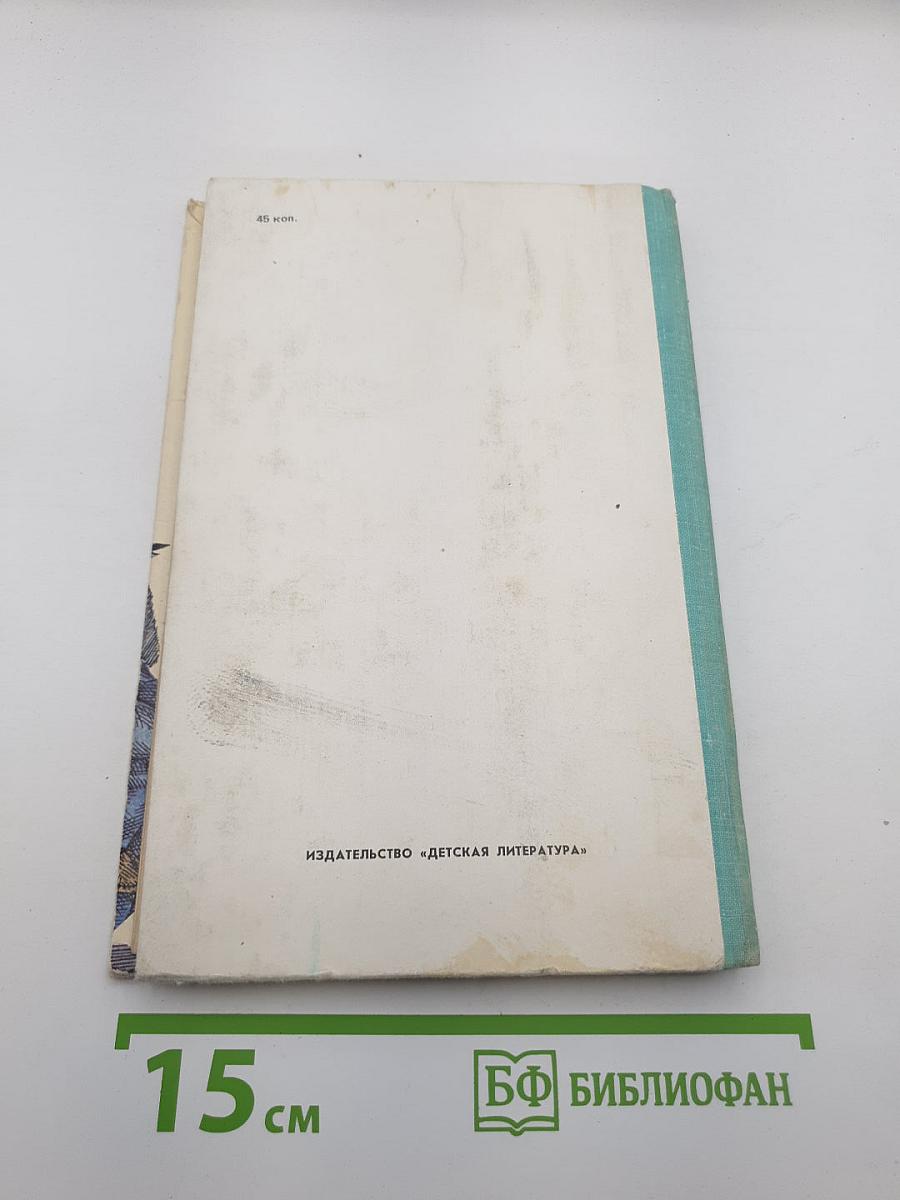 45 коп.
ИЗДАТЕЛЬСТВО «ДЕТСКАЯ ЛИТЕРАТУРА»
15 см
БФ БИБЛИОФАН